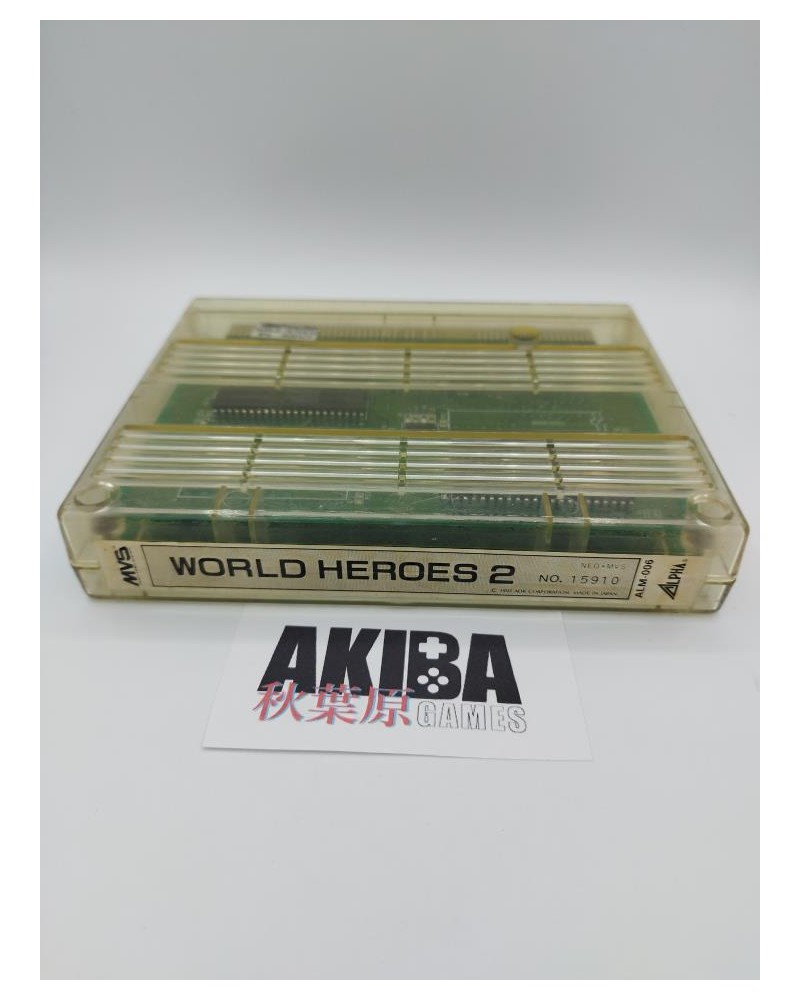 MVS
WORLD HEROES 2
NEO•MVS
NO. 15910
ALM-006
ALPHA
AKIBA
秋葉原
GAMES